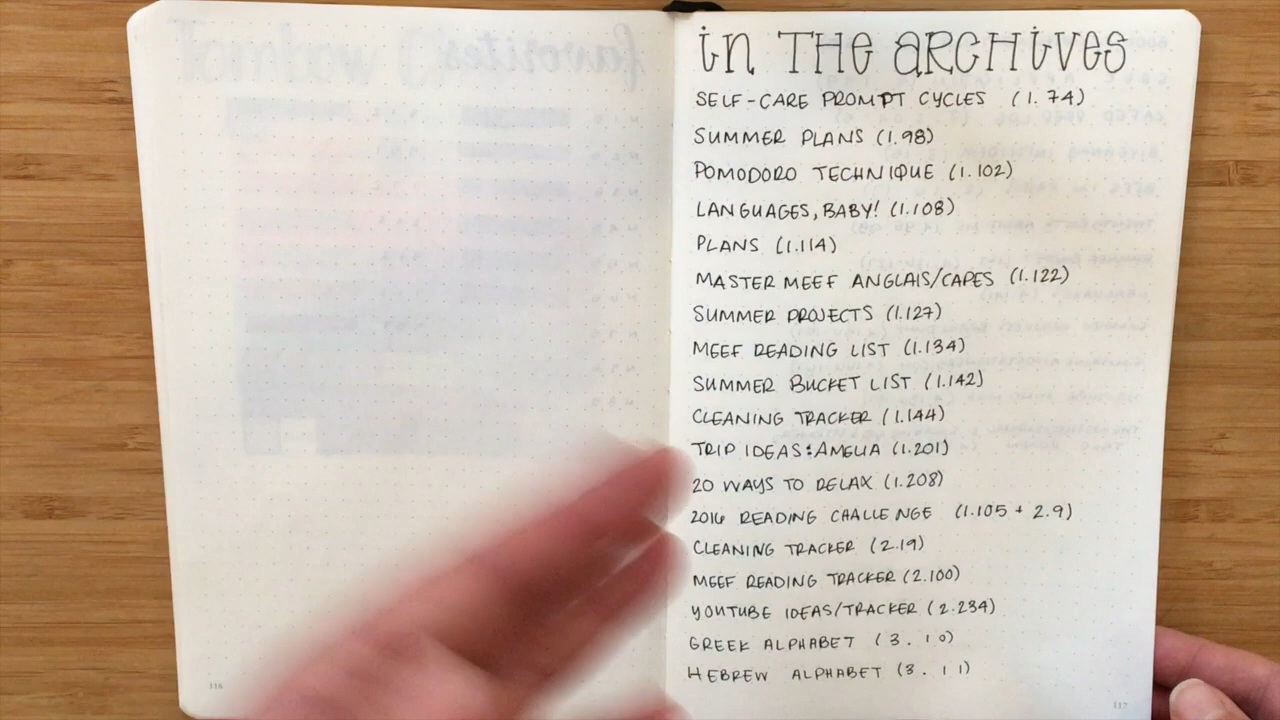 in THE ARCHIVES
SELF-CARE PROMPT CYCLES (1.74)
SUMMER PLANS (1.98)
POMODORO TECHNIQUE (1.102)
LANGUAGES, BABY! (1.108)
PLANS (1.114)
MASTER MEEF ANGLAIS/CAPES (1.122)
SUMMER PROJECTS (1.127)
MEEF READING LIST (1.134)
SUMMER BUCKET LIST (1.142)
CLEANING TRACKER (1.144)
TRIP IDEAS: AMELIA (1.201)
20 WAYS TO RELAX (1.208)
2016 READING CHALLENGE (1.105 + 2.9)
CLEANING TRACKER (2.19)
MEEF READING TRACKER (2.100)
YOUTUBE IDEAS/TRACKER (2.234)
GREEK ALPHABET (3.10)
HEBREW ALPHABET (3.11)
116
117